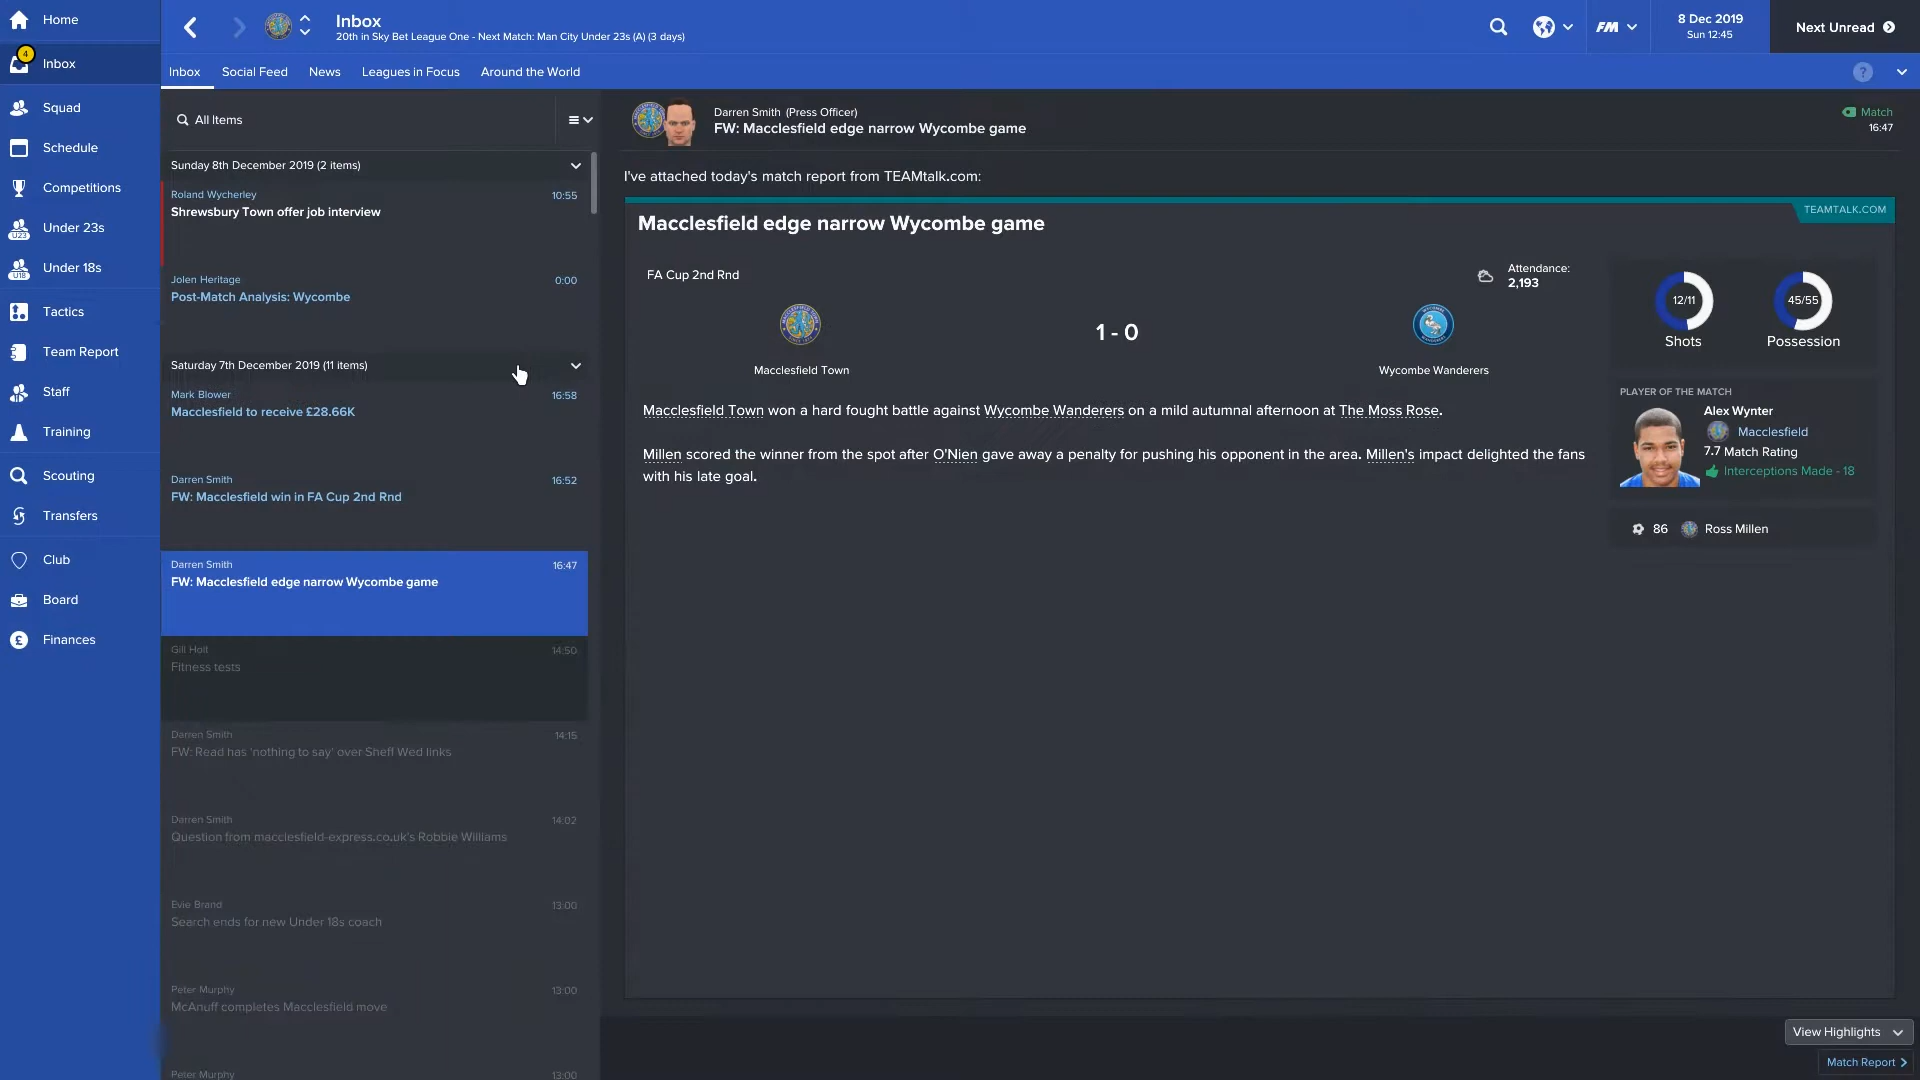 Home
4
Inbox
Squad
Schedule
Competitions
U23
Under 23s
U18
Under 18s
Tactics
Team Report
Staff
Training
Scouting
Transfers
Club
Board
£
Finances
Inbox
20th in Sky Bet League One - Next Match: Man City Under 23s (A) (3 days)
FM
8 Dec 2019
Sun 12:45
Next Unread
Inbox
Social Feed
News
Leagues in Focus
Around the World
?
All Items
Sunday 8th December 2019 (2 items)
Roland Wycherley
10:55
Shrewsbury Town offer job interview
Jolen Heritage
0:00
Post-Match Analysis: Wycombe
Saturday 7th December 2019 (11 items)
Mark Blower
16:58
Macclesfield to receive £28.66K
Darren Smith
16:52
FW: Macclesfield win in FA Cup 2nd Rnd
Darren Smith
16:47
FW: Macclesfield edge narrow Wycombe game
Gill Holt
14:50
Fitness tests
Darren Smith
14:15
FW: Read has 'nothing to say' over Sheff Wed links
Darren Smith
14:02
Question from macclesfield-express.co.uk's Robbie Williams
Evie Brand
13:00
Search ends for new Under 18s coach
Peter Murphy
13:00
McAnuff completes Macclesfield move
Peter Murphy
13:00
Darren Smith (Press Officer)
FW: Macclesfield edge narrow Wycombe game
Match
16:47
I've attached today's match report from TEAMtalk.com:
TEAMTALK.COM
Macclesfield edge narrow Wycombe game
FA Cup 2nd Rnd
Attendance:
2,193
1 - 0
Macclesfield Town
Wycombe Wanderers
Macclesfield Town won a hard fought battle against Wycombe Wanderers on a mild autumnal afternoon at The Moss Rose.
Millen scored the winner from the spot after O'Nien gave away a penalty for pushing his opponent in the area. Millen's impact delighted the fans
with his late goal.
12/11
Shots
45/55
Possession
PLAYER OF THE MATCH
Alex Wynter
Macclesfield
7.7 Match Rating
Interceptions Made - 18
86 Ross Millen
View Highlights
Match Report